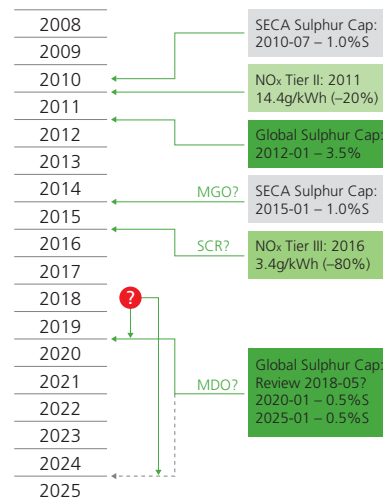 2008
2009
2010
2011
2012
2013
2014
2015
2016
2017
2018
2019
2020
2021
2022
2023
2024
2025
SECA Sulphur Cap:
2010-07 – 1.0%S
NOx Tier II: 2011
14.4g/kWh (–20%)
Global Sulphur Cap:
2012-01 – 3.5%
MGO?
SECA Sulphur Cap:
2015-01 – 1.0%S
SCR?
NOx Tier III: 2016
3.4g/kWh (–80%)
?
MDO?
Global Sulphur Cap:
Review 2018-05?
2020-01 – 0.5%S
2025-01 – 0.5%S